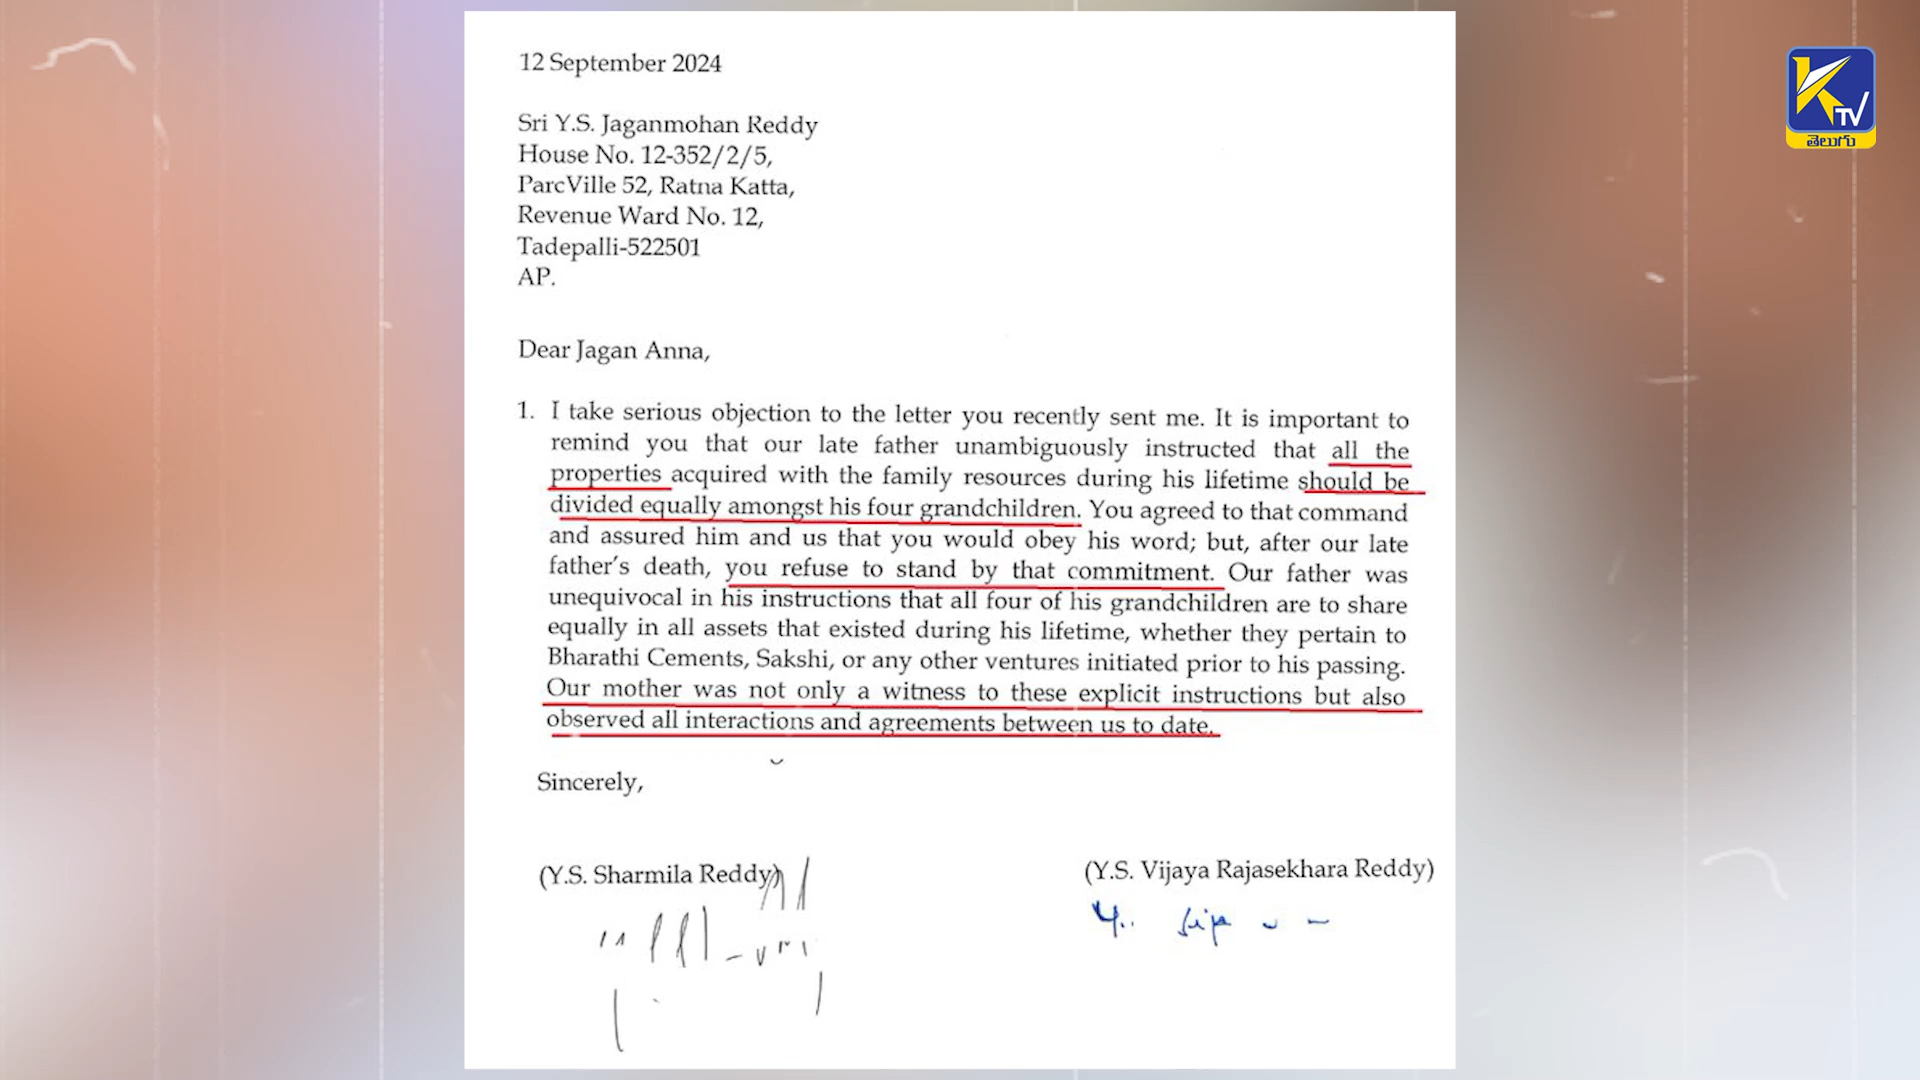 12 September 2024
K
TV
తెలుగు
Sri Y.S. Jaganmohan Reddy
House No. 12-352/2/5,
ParcVille 52, Ratna Katta,
Revenue Ward No. 12,
Tadepalli-522501
AP.
Dear Jagan Anna,
1. I take serious objection to the letter you recently sent me. It is important to
remind you that our late father unambiguously instructed that all the
properties acquired with the family resources during his lifetime should be
divided equally amongst his four grandchildren. You agreed to that command
and assured him and us that you would obey his word; but, after our late
father's death, you refuse to stand by that commitment. Our father was
unequivocal in his instructions that all four of his grandchildren are to share
equally in all assets that existed during his lifetime, whether they pertain to
Bharathi Cements, Sakshi, or any other ventures initiated prior to his passing.
Our mother was not only a witness to these explicit instructions but also
observed all interactions and agreements between us to date.
Sincerely,
(Y.S. Sharmila Reddy)
(Y.S. Vijaya Rajasekhara Reddy)